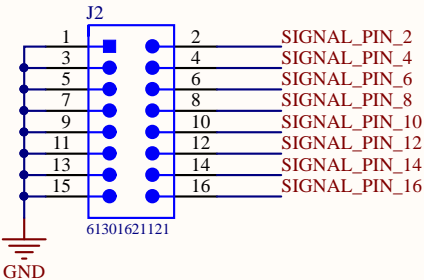 J2
1 2 SIGNAL_PIN_2
3 4 SIGNAL_PIN_4
5 6 SIGNAL_PIN_6
7 8 SIGNAL_PIN_8
9 10 SIGNAL_PIN_10
11 12 SIGNAL_PIN_12
13 14 SIGNAL_PIN_14
15 16 SIGNAL_PIN_16
61301621121
GND